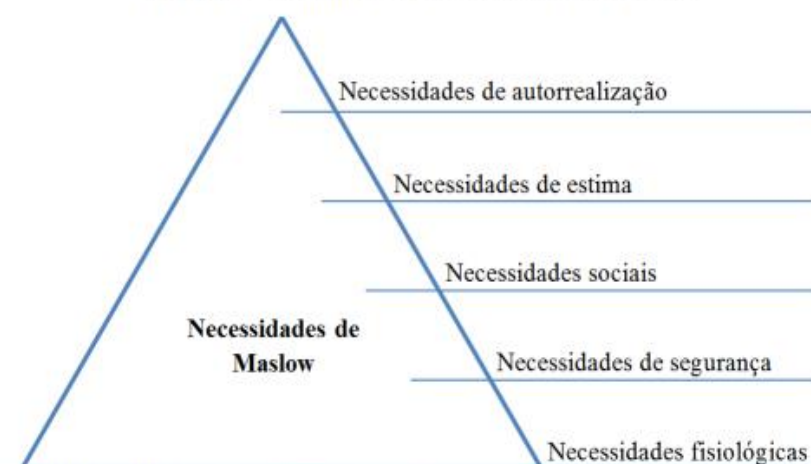 Necessidades de autorrealização
Necessidades de estima
Necessidades sociais
Necessidades de
Maslow
Necessidades de segurança
Necessidades fisiológicas